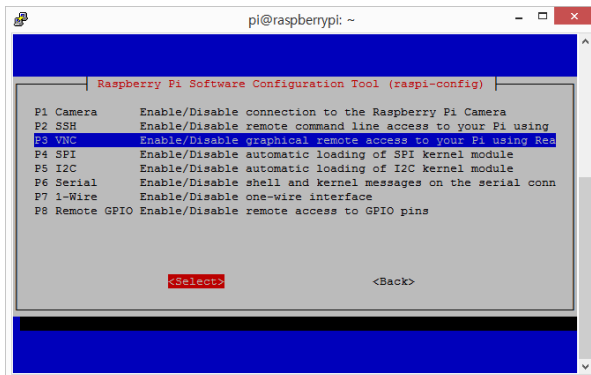 pi@raspberrypi: ~
Raspberry Pi Software Configuration Tool (raspi-config)
P1 Camera Enable/Disable connection to the Raspberry Pi Camera
P2 SSH Enable/Disable remote command line access to your Pi using
P3 VNC Enable/Disable graphical remote access to your Pi using Rea
P4 SPI Enable/Disable automatic loading of SPI kernel module
P5 I2C Enable/Disable automatic loading of I2C kernel module
P6 Serial Enable/Disable shell and kernel messages on the serial conn
P7 1-Wire Enable/Disable one-wire interface
P8 Remote GPIO Enable/Disable remote access to GPIO pins
<Select> <Back>